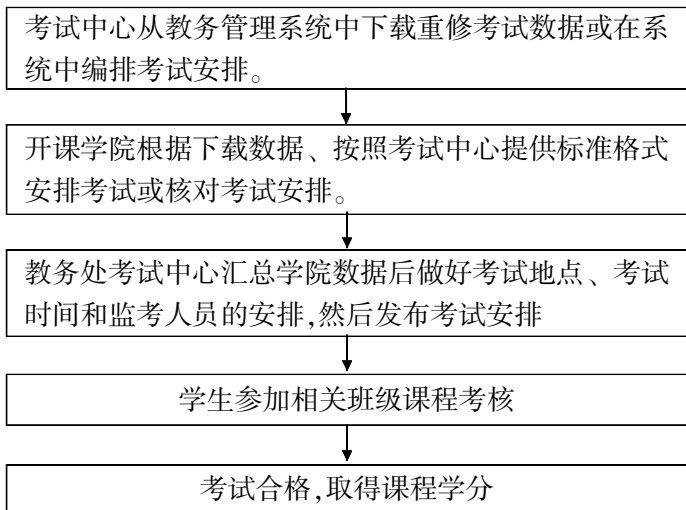 考试中心从教务管理系统中下载重修考试数据或在系
统中编排考试安排。
开课学院根据下载数据、按照考试中心提供标准格式
安排考试或核对考试安排。
教务处考试中心汇总学院数据后做好考试地点、考试
时间和监考人员的安排,然后发布考试安排
学生参加相关班级课程考核
考试合格,取得课程学分